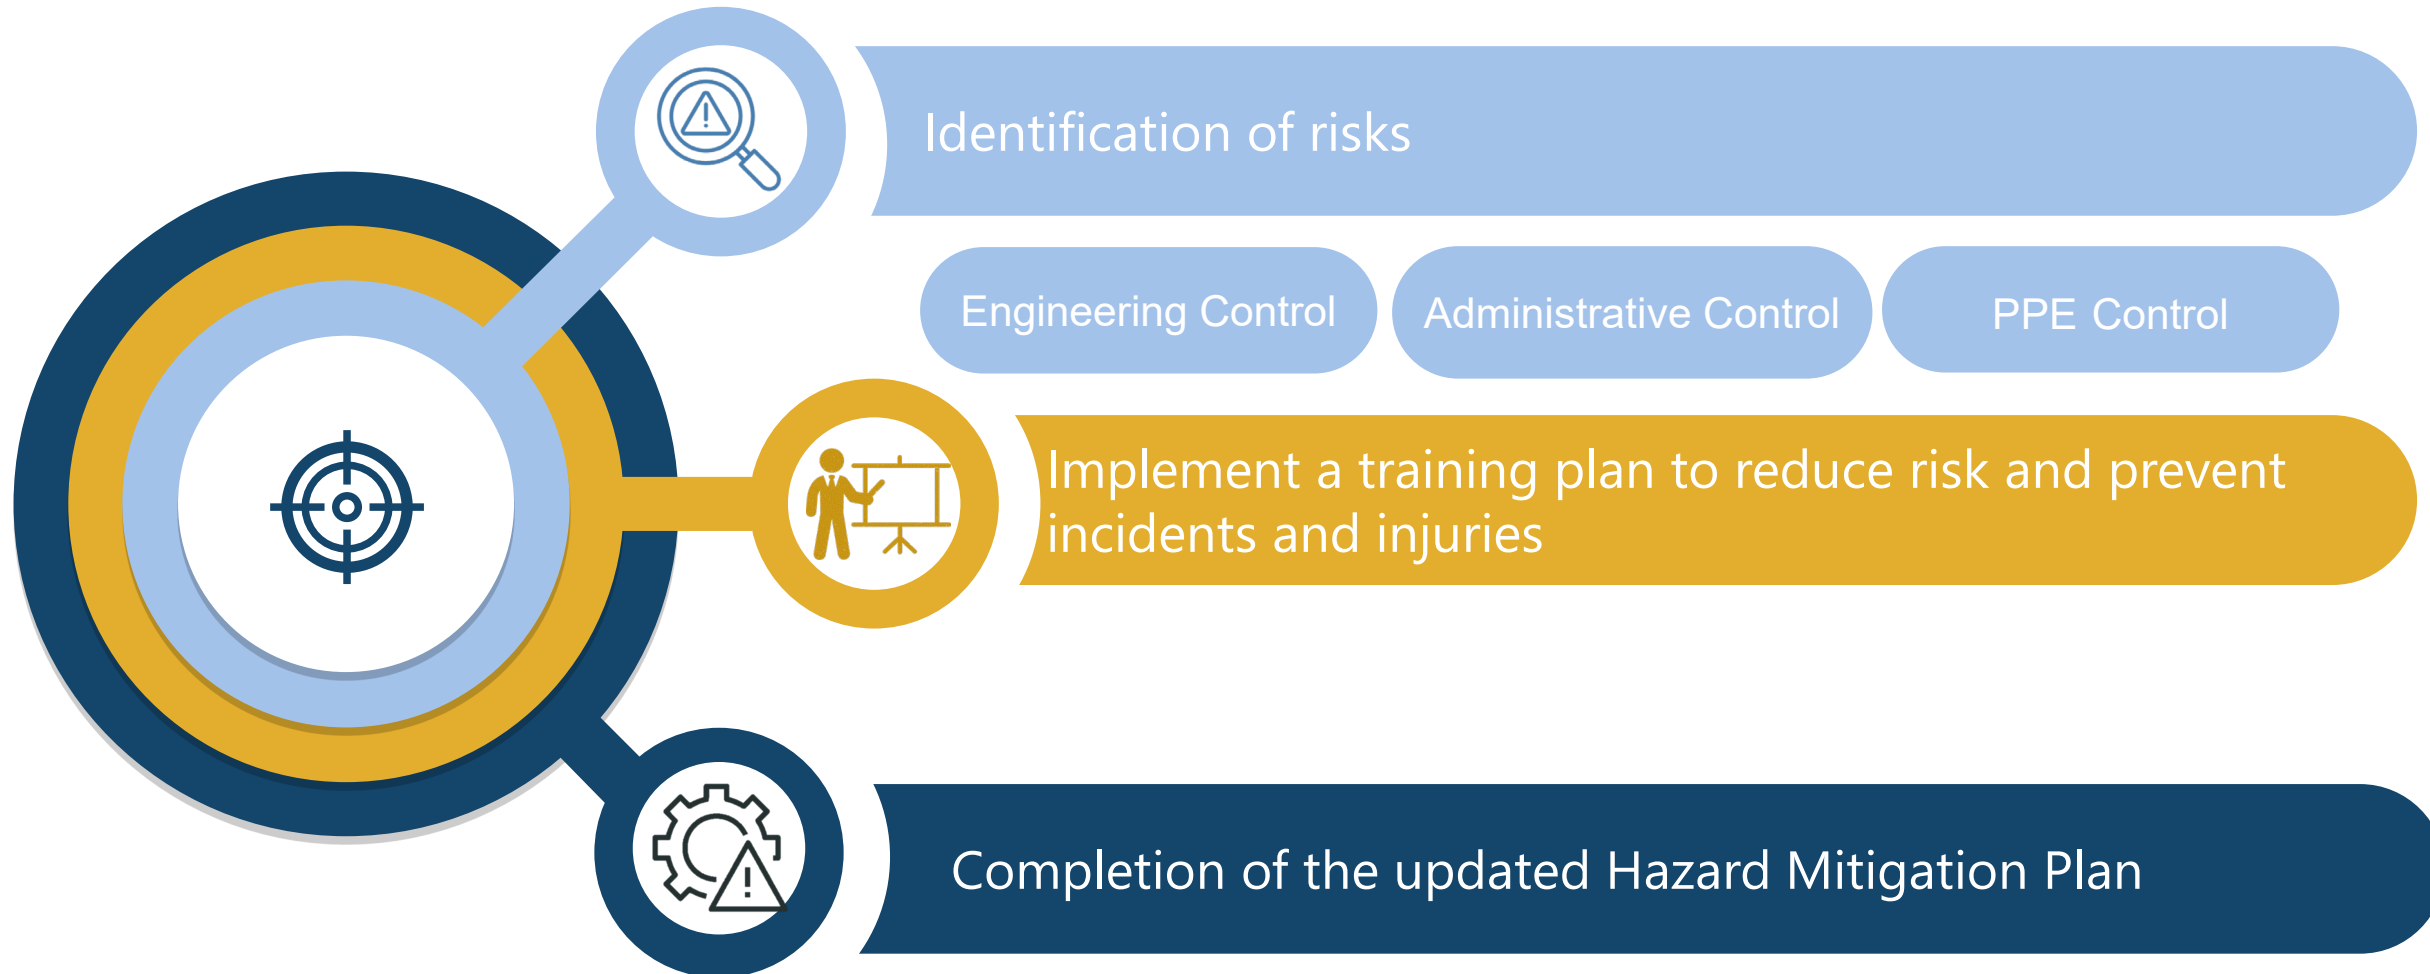 Identification of risks
Engineering Control
Administrative Control
PPE Control
Implement a training plan to reduce risk and prevent
incidents and injuries
Completion of the updated Hazard Mitigation Plan